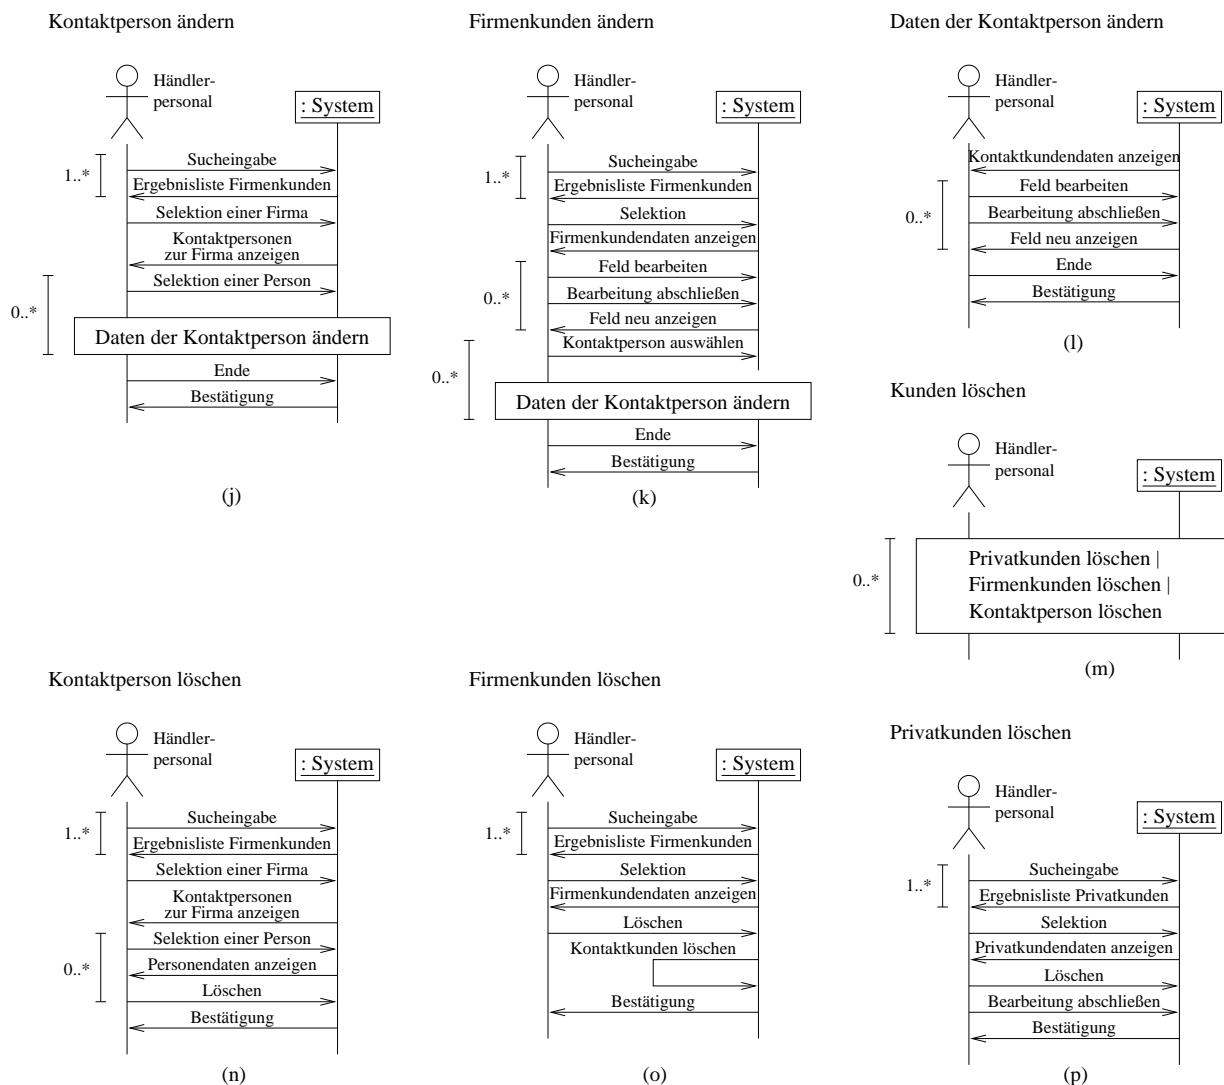 Kontaktperson ändern
Händler-
personal
: System
Sucheingabe
1..*
Ergebnisliste Firmenkunden
Selektion einer Firma
Kontaktpersonen
zur Firma anzeigen
Selektion einer Person
0..*
Daten der Kontaktperson ändern
Ende
Bestätigung
(j)
Firmenkunden ändern
Händler-
personal
: System
Sucheingabe
1..*
Ergebnisliste Firmenkunden
Selektion
Firmenkundendaten anzeigen
Feld bearbeiten
0..*
Bearbeitung abschließen
Feld neu anzeigen
Kontaktperson auswählen
0..*
Daten der Kontaktperson ändern
Ende
Bestätigung
(k)
Daten der Kontaktperson ändern
Händler-
personal
: System
Kontaktkundendaten anzeigen
Feld bearbeiten
0..*
Bearbeitung abschließen
Feld neu anzeigen
Ende
Bestätigung
(l)
Kunden löschen
Händler-
personal
: System
0..*
Privatkunden löschen |
Firmenkunden löschen |
Kontaktperson löschen
(m)
Kontaktperson löschen
Händler-
personal
: System
Sucheingabe
1..*
Ergebnisliste Firmenkunden
Selektion einer Firma
Kontaktpersonen
zur Firma anzeigen
Selektion einer Person
0..*
Personendaten anzeigen
Löschen
Bestätigung
(n)
Firmenkunden löschen
Händler-
personal
: System
Sucheingabe
1..*
Ergebnisliste Firmenkunden
Selektion
Firmenkundendaten anzeigen
Löschen
Kontaktkunden löschen
Bestätigung
(o)
Privatkunden löschen
Händler-
personal
: System
Sucheingabe
1..*
Ergebnisliste Privatkunden
Selektion
Privatkundendaten anzeigen
Löschen
Bearbeitung abschließen
Bestätigung
(p)